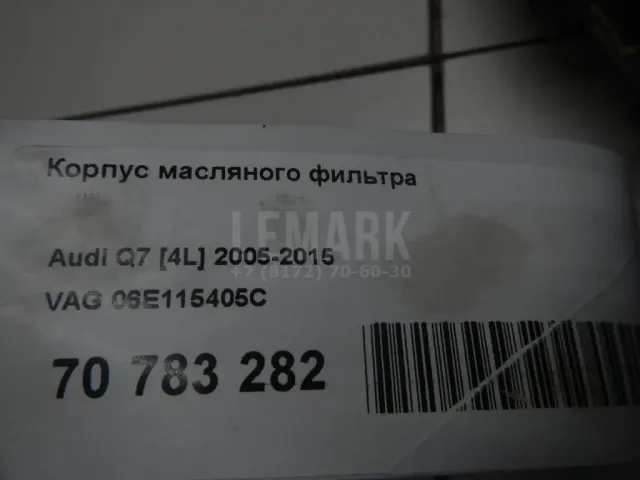 Корпус масляного фильтра
LEMARK
Audi Q7 [4L] 2005-2015
+7 (8172) 70-60-30
VAG 06E115405C
70 783 282